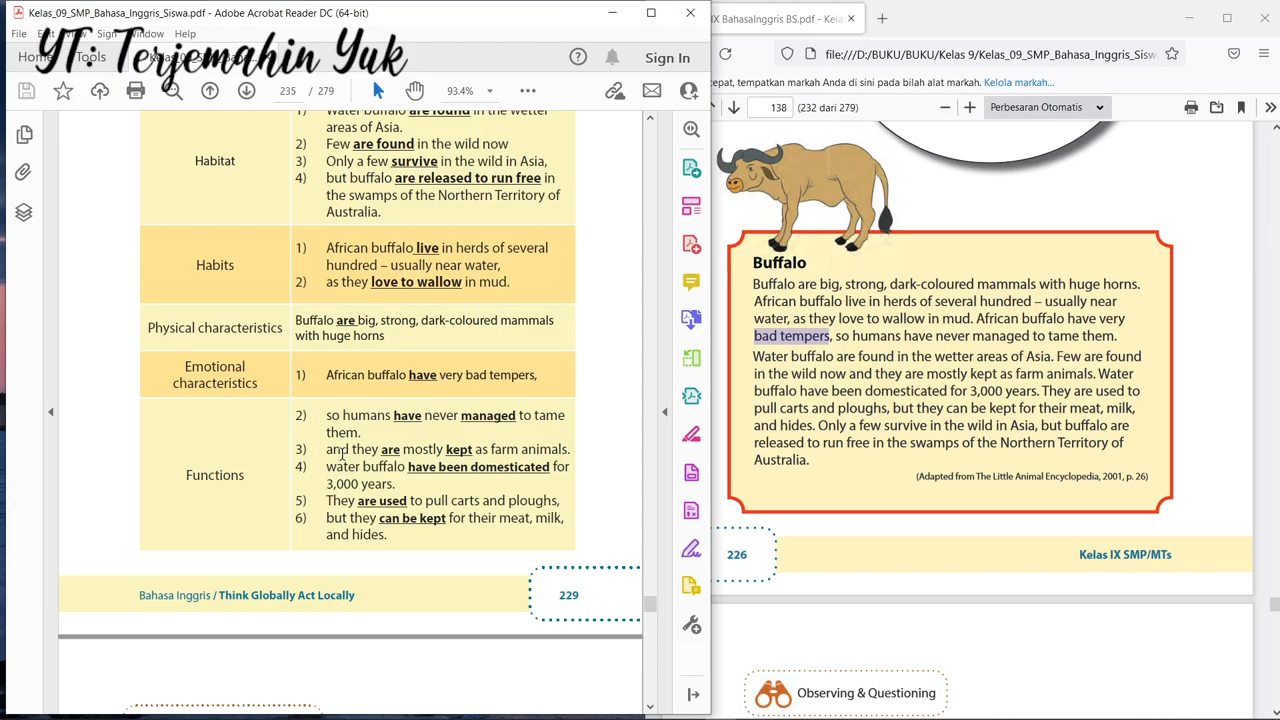 Kelas_09_SMP_Bahasa_Inggris_Siswa.pdf - Adobe Acrobat Reader DC (64-bit)
File
Sign
Window
Help
YT: Terjemahin Yuk
Home
Tools
Sign In
235 / 279
93.4%
1) Water buffalo are found in the wetter
areas of Asia.
2) Few are found in the wild now
Habitat
3) Only a few survive in the wild in Asia,
4) but buffalo are released to run free in
the swamps of the Northern Territory of
Australia.
1) African buffalo live in herds of several
Habits
hundred – usually near water,
2) as they love to wallow in mud.
Physical characteristics
Buffalo are big, strong, dark-coloured mammals
with huge horns
Emotional
characteristics
1) African buffalo have very bad tempers,
2) so humans have never managed to tame
them.
3) and they are mostly kept as farm animals.
Functions
4) water buffalo have been domesticated for
3,000 years.
5) They are used to pull carts and ploughs,
6) but they can be kept for their meat, milk,
and hides.
Bahasa Inggris / Think Globally Act Locally
229
IX BahasaInggris BS.pdf - Kela
file:///D:/BUKU/BUKU/Kelas 9/Kelas_09_SMP_Bahasa_Inggris_Sisw
cepat, tempatkan markah Anda di sini pada bilah alat markah. Kelola markah...
138 (232 dari 279)
Perbesaran Otomatis
Buffalo
Buffalo are big, strong, dark-coloured mammals with huge horns.
African buffalo live in herds of several hundred – usually near
water, as they love to wallow in mud. African buffalo have very
bad tempers, so humans have never managed to tame them.
Water buffalo are found in the wetter areas of Asia. Few are found
in the wild now and they are mostly kept as farm animals. Water
buffalo have been domesticated for 3,000 years. They are used to
pull carts and ploughs, but they can be kept for their meat, milk,
and hides. Only a few survive in the wild in Asia, but buffalo are
released to run free in the swamps of the Northern Territory of
Australia.
(Adapted from The Little Animal Encyclopedia, 2001, p. 26)
226
Kelas IX SMP/MTs
Observing & Questioning